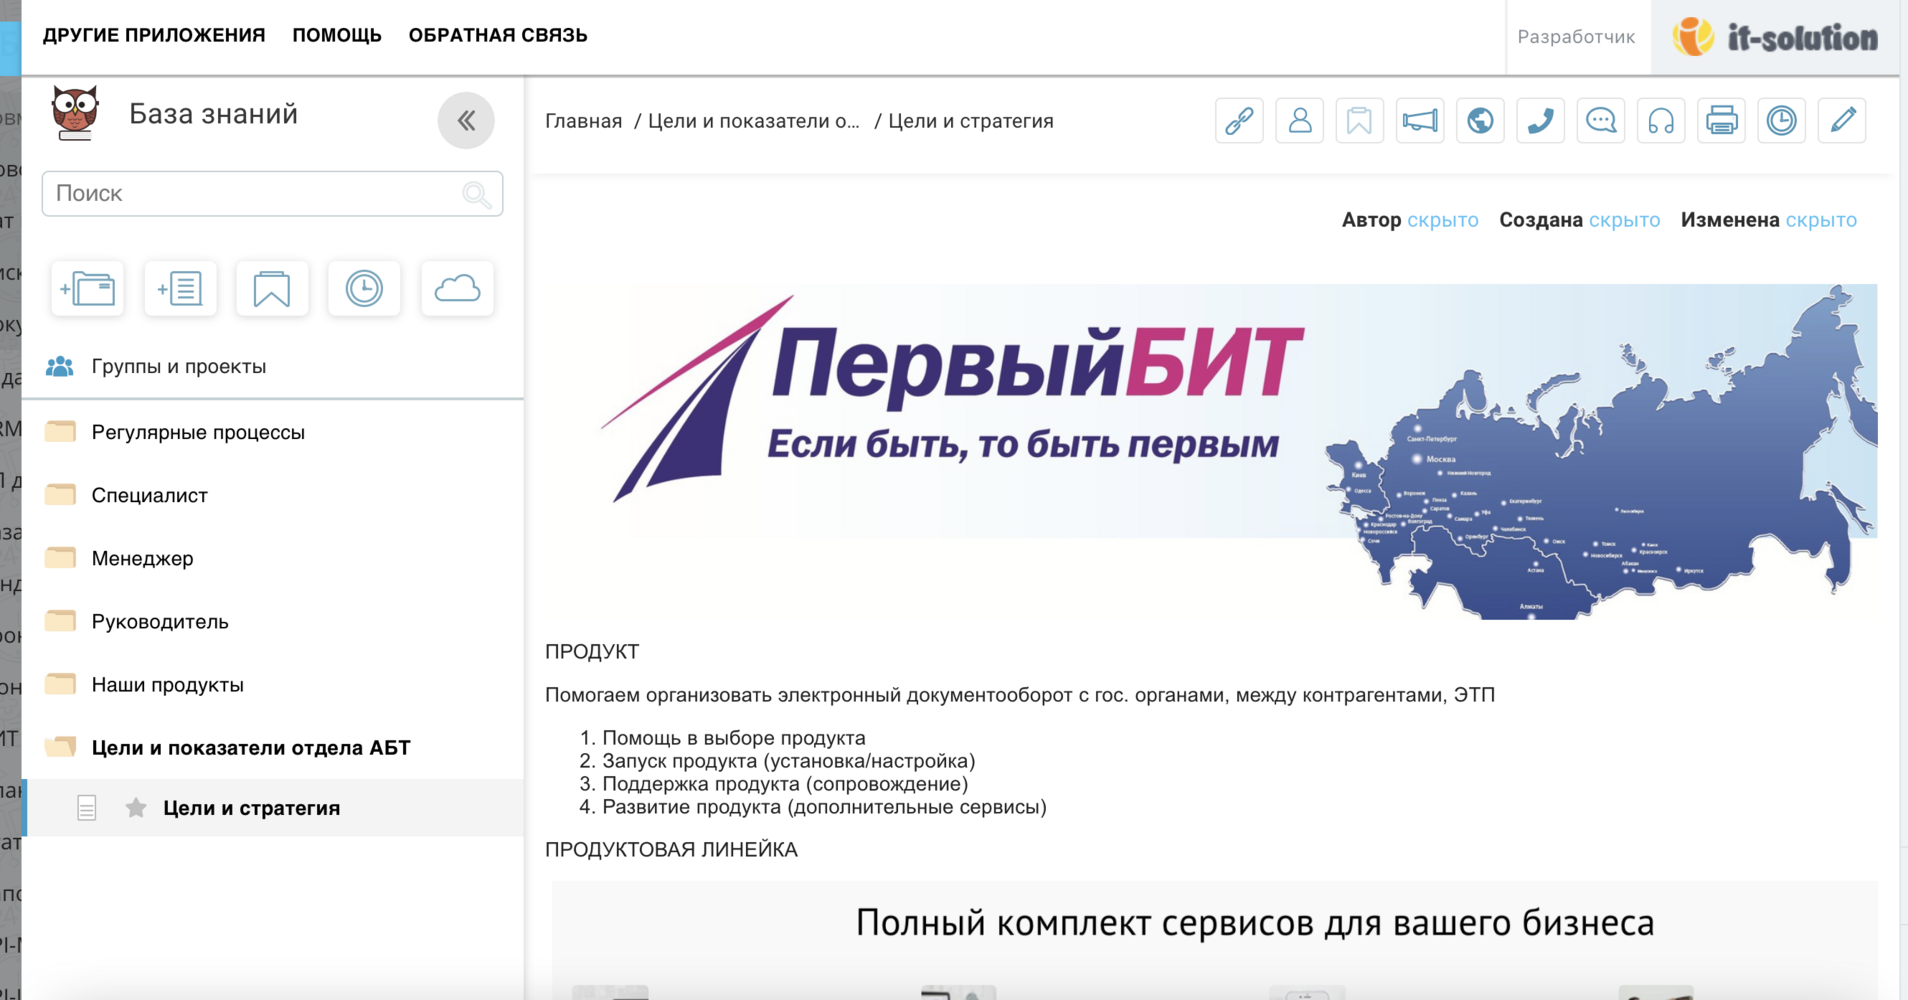 ДРУГИЕ ПРИЛОЖЕНИЯ ПОМОЩЬ ОБРАТНАЯ СВЯЗЬ
Разработчик it-solution
База знаний
Поиск
Группы и проекты
Регулярные процессы
Специалист
Менеджер
Руководитель
Наши продукты
Цели и показатели отдела АБТ
Цели и стратегия
Главная / Цели и показатели о... / Цели и стратегия
Автор скрыто Создана скрыто Изменена скрыто
ПервыйБИТ
Если быть, то быть первым
Санкт-Петербург
Москва
Нижний Новгород
Киев
Одесса
Воронеж
Пенза
Казань
Саратов
Екатеринбург
Ростов-на-Дону
Самара
Уфа
Краснодар
Волгоград
Тюмень
Новороссийск
Челябинск
Сочи
Оренбург
Омск
Томск
Новосибирск
Красноярск
Абакан
Астана
Иркутск
Алматы
ПРОДУКТ
Помогаем организовать электронный документооборот с гос. органами, между контрагентами, ЭТП
1. Помощь в выборе продукта
2. Запуск продукта (установка/настройка)
3. Поддержка продукта (сопровождение)
4. Развитие продукта (дополнительные сервисы)
ПРОДУКТОВАЯ ЛИНЕЙКА
Полный комплект сервисов для вашего бизнеса